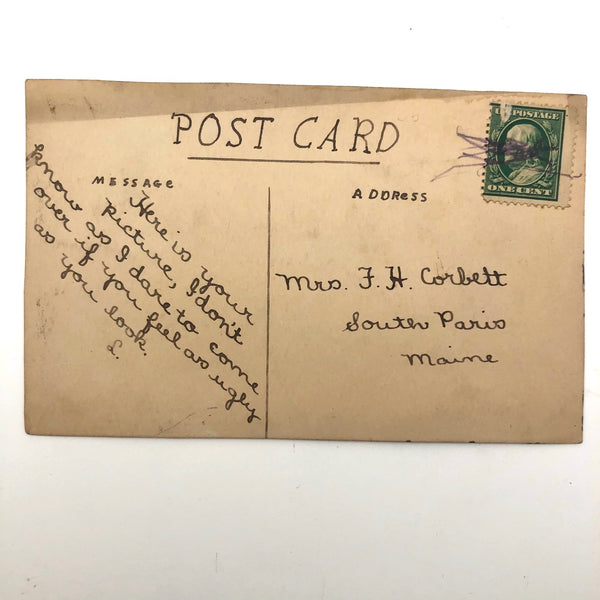 POST CARD
POSTAGE
ONE CENT
MESSAGE
ADDRESS
Here is your
picture, I don't
know as I dare to come
over if you feel as ugly
as you look.
L.
Mrs. F. H. Corbett
South Paris
Maine